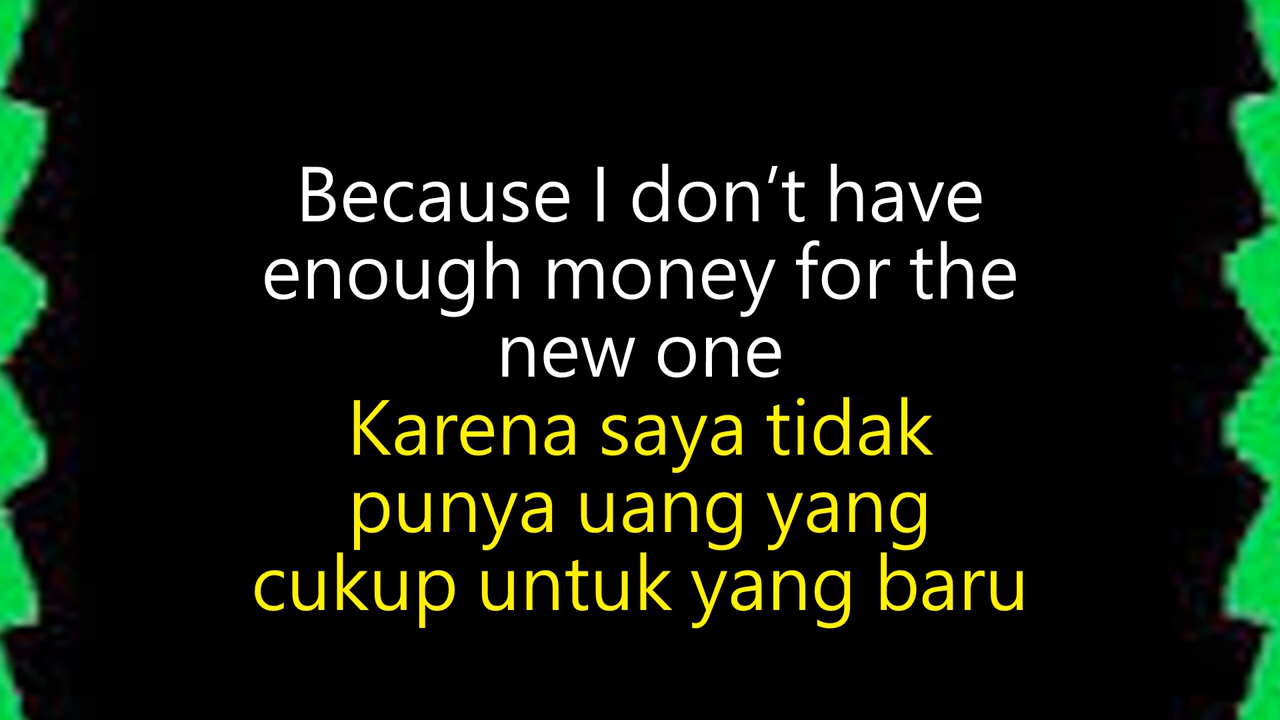 Because I don’t have
enough money for the
new one
Karena saya tidak
punya uang yang
cukup untuk yang baru